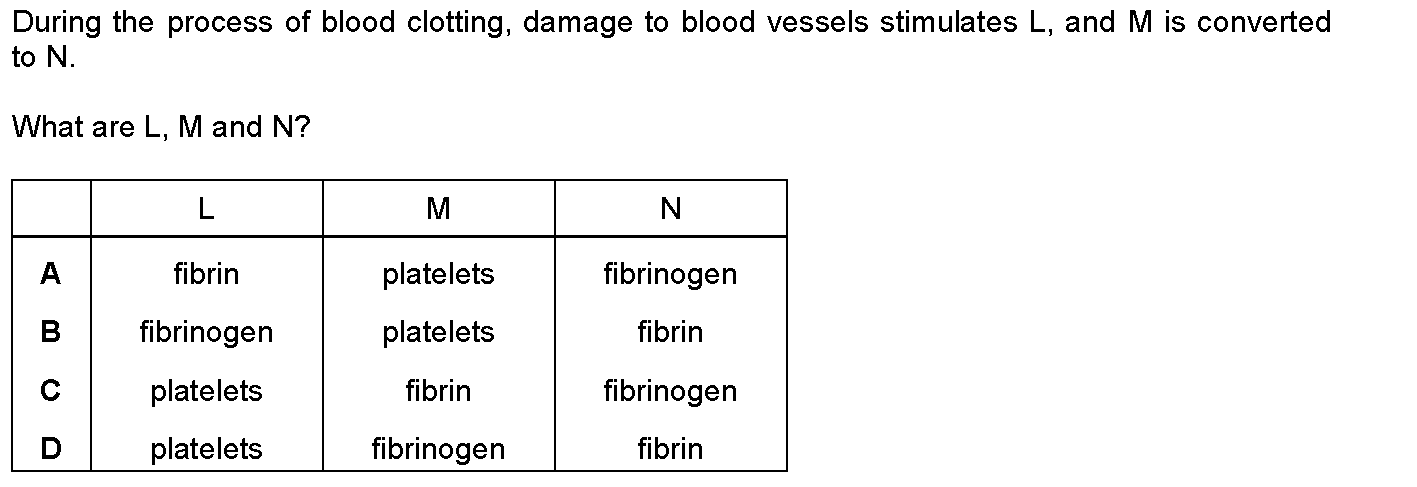 During the process of blood clotting, damage to blood vessels stimulates L, and M is converted
to N.
What are L, M and N?
L M N
A fibrin platelets fibrinogen
B fibrinogen platelets fibrin
C platelets fibrin fibrinogen
D platelets fibrinogen fibrin